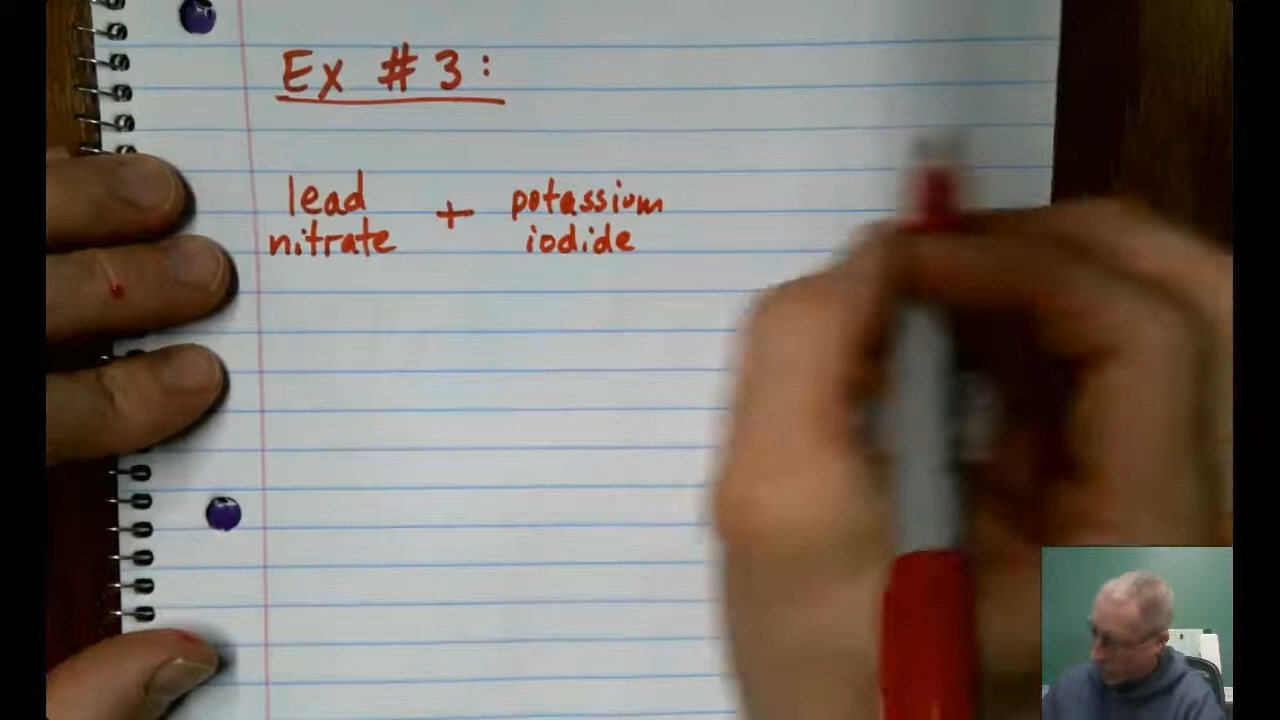 Ex #3:
lead nitrate + potassium iodide